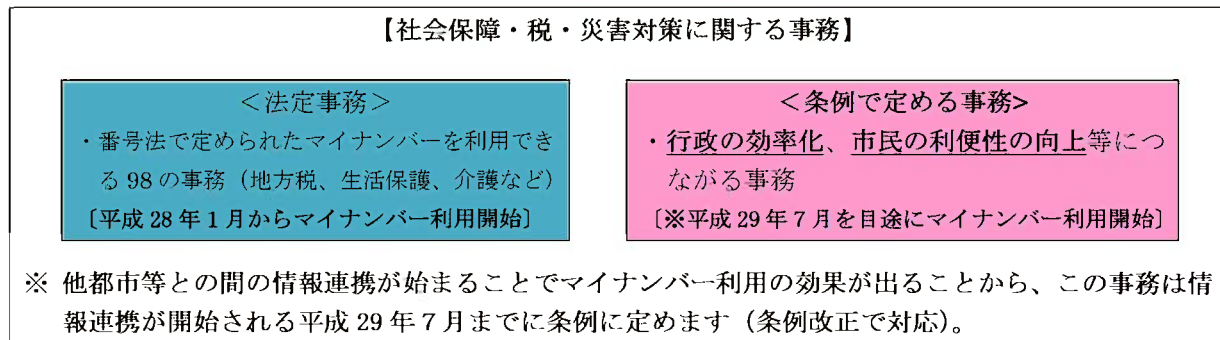 【社会保障・税・災害対策に関する事務】
＜法定事務＞
・番号法で定められたマイナンバーを利用でき
る 98 の事務（地方税、生活保護、介護など）
〔平成 28 年 1 月からマイナンバー利用開始〕
＜条例で定める事務>
・行政の効率化、市民の利便性の向上等につ
ながる事務
〔※平成 29 年 7 月を目途にマイナンバー利用開始〕
※ 他都市等との間の情報連携が始まることでマイナンバー利用の効果が出ることから、この事務は情
報連携が開始される平成 29 年 7 月までに条例に定めます（条例改正で対応）。